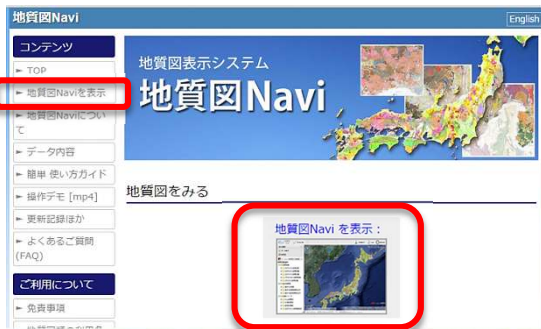 地質図Navi
English
コンテンツ
► TOP
► 地質図Naviを表示
► 地質図Naviについ
て
► データ内容
► 簡単 使い方ガイド
► 操作デモ [mp4]
► 更新記録ほか
► よくあるご質問
(FAQ)
ご利用について
► 免責事項
地質図表示システム
地質図Navi
地質図をみる
地質図Navi を表示：